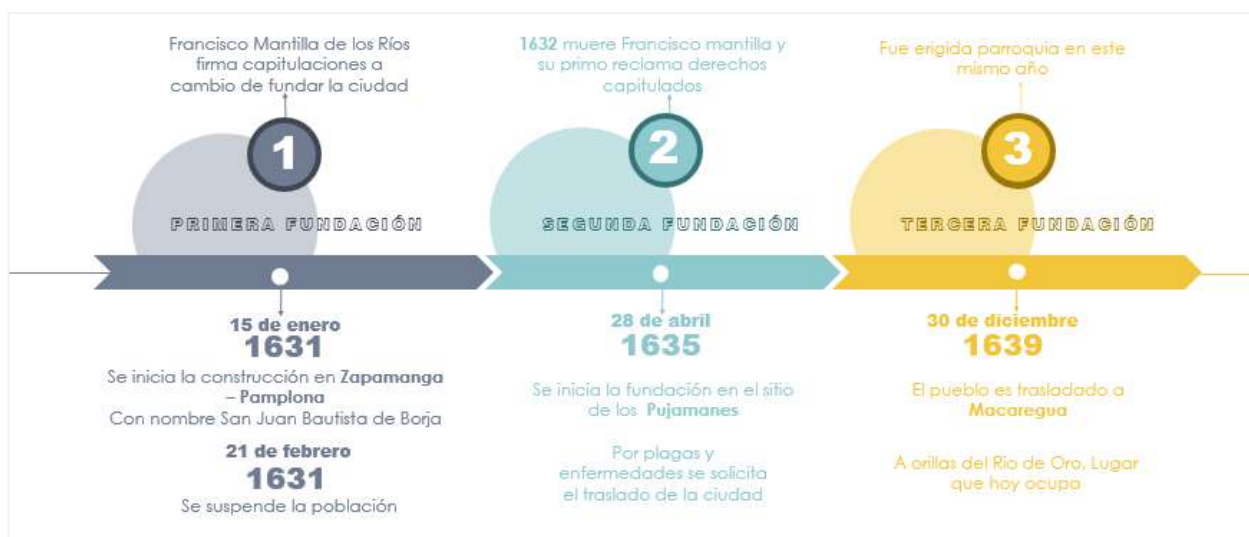 Francisco Mantilla de los Ríos
firma capitulaciones a
cambio de fundar la ciudad
1
PRIMERA FUNDACIÓN
15 de enero
1631
Se inicia la construcción en Zapamanga
– Pamplona
Con nombre San Juan Bautista de Borja
21 de febrero
1631
Se suspende la población
1632 muere Francisco mantilla y
su primo reclama derechos
capitulados
2
SEGUNDA FUNDACIÓN
28 de abril
1635
Se inicia la fundación en el sitio
de los Pujamanes
Por plagas y
enfermedades se solicita
el traslado de la ciudad
Fue erigida parroquia en este
mismo año
3
TERCERA FUNDACIÓN
30 de diciembre
1639
El pueblo es trasladado a
Macaregua
A orillas del Rio de Oro. Lugar
que hoy ocupa